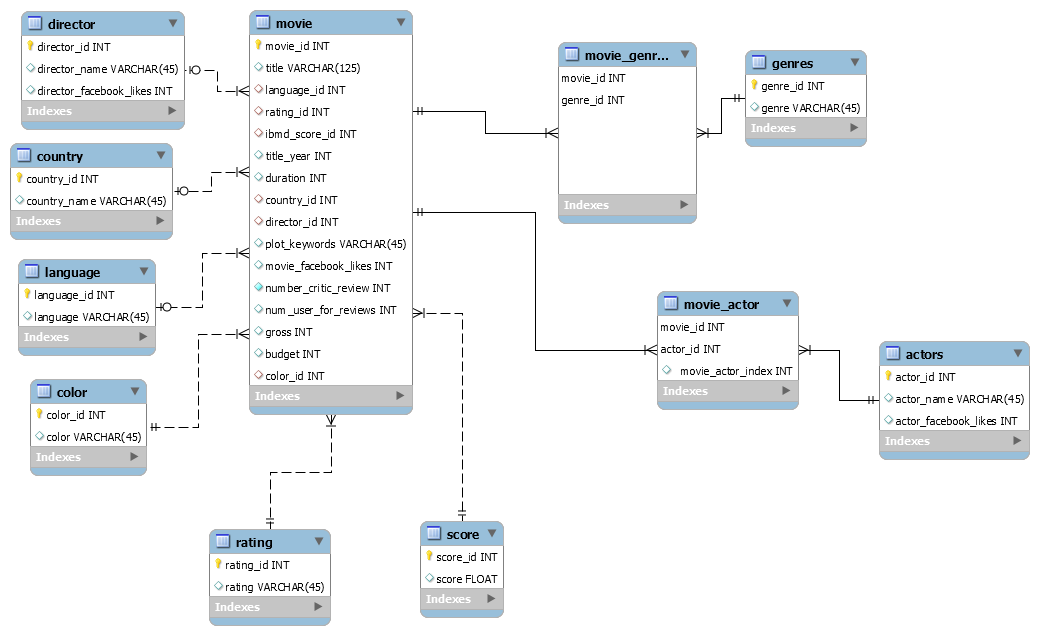 director
director_id INT
director_name VARCHAR(45)
director_facebook_likes INT
Indexes
country
country_id INT
country_name VARCHAR(45)
Indexes
language
language_id INT
language VARCHAR(45)
Indexes
color
color_id INT
color VARCHAR(45)
Indexes
movie
movie_id INT
title VARCHAR(125)
language_id INT
rating_id INT
ibmd_score_id INT
title_year INT
duration INT
country_id INT
director_id INT
plot_keywords VARCHAR(45)
movie_facebook_likes INT
number_critic_review INT
num_user_for_reviews INT
gross INT
budget INT
color_id INT
Indexes
rating
rating_id INT
rating VARCHAR(45)
Indexes
score
score_id INT
score FLOAT
Indexes
movie_genr...
movie_id INT
genre_id INT
Indexes
genres
genre_id INT
genre VARCHAR(45)
Indexes
movie_actor
movie_id INT
actor_id INT
movie_actor_index INT
Indexes
actors
actor_id INT
actor_name VARCHAR(45)
actor_facebook_likes INT
Indexes